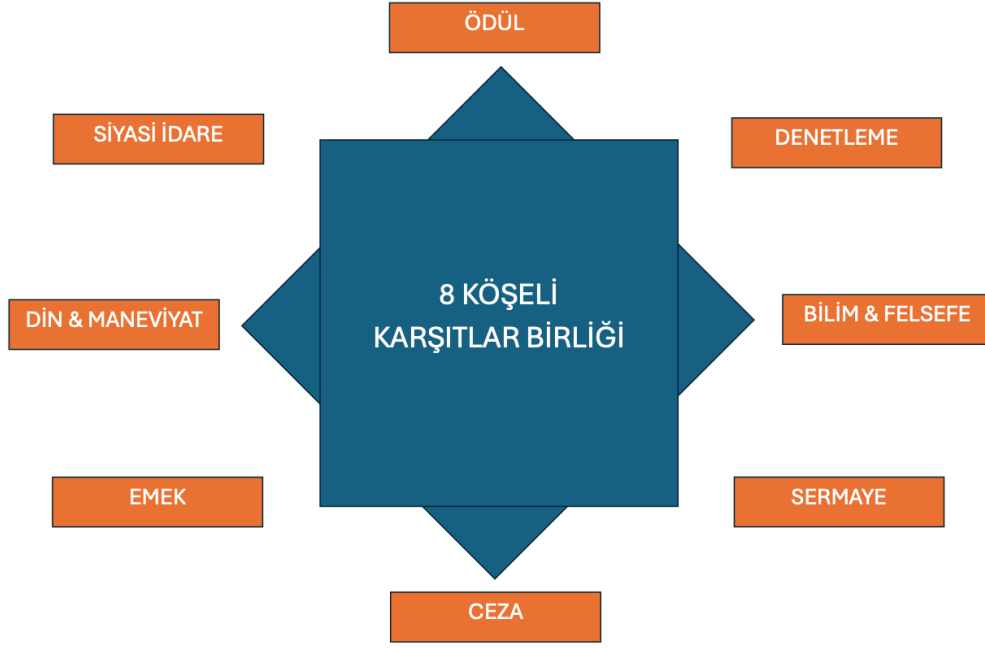 ÖDÜL
SİYASİ İDARE
DENETLEME
8 KÖŞELİ
KARŞITLAR BİRLİĞİ
DİN & MANEVİYAT
BİLİM & FELSEFE
EMEK
SERMAYE
CEZA